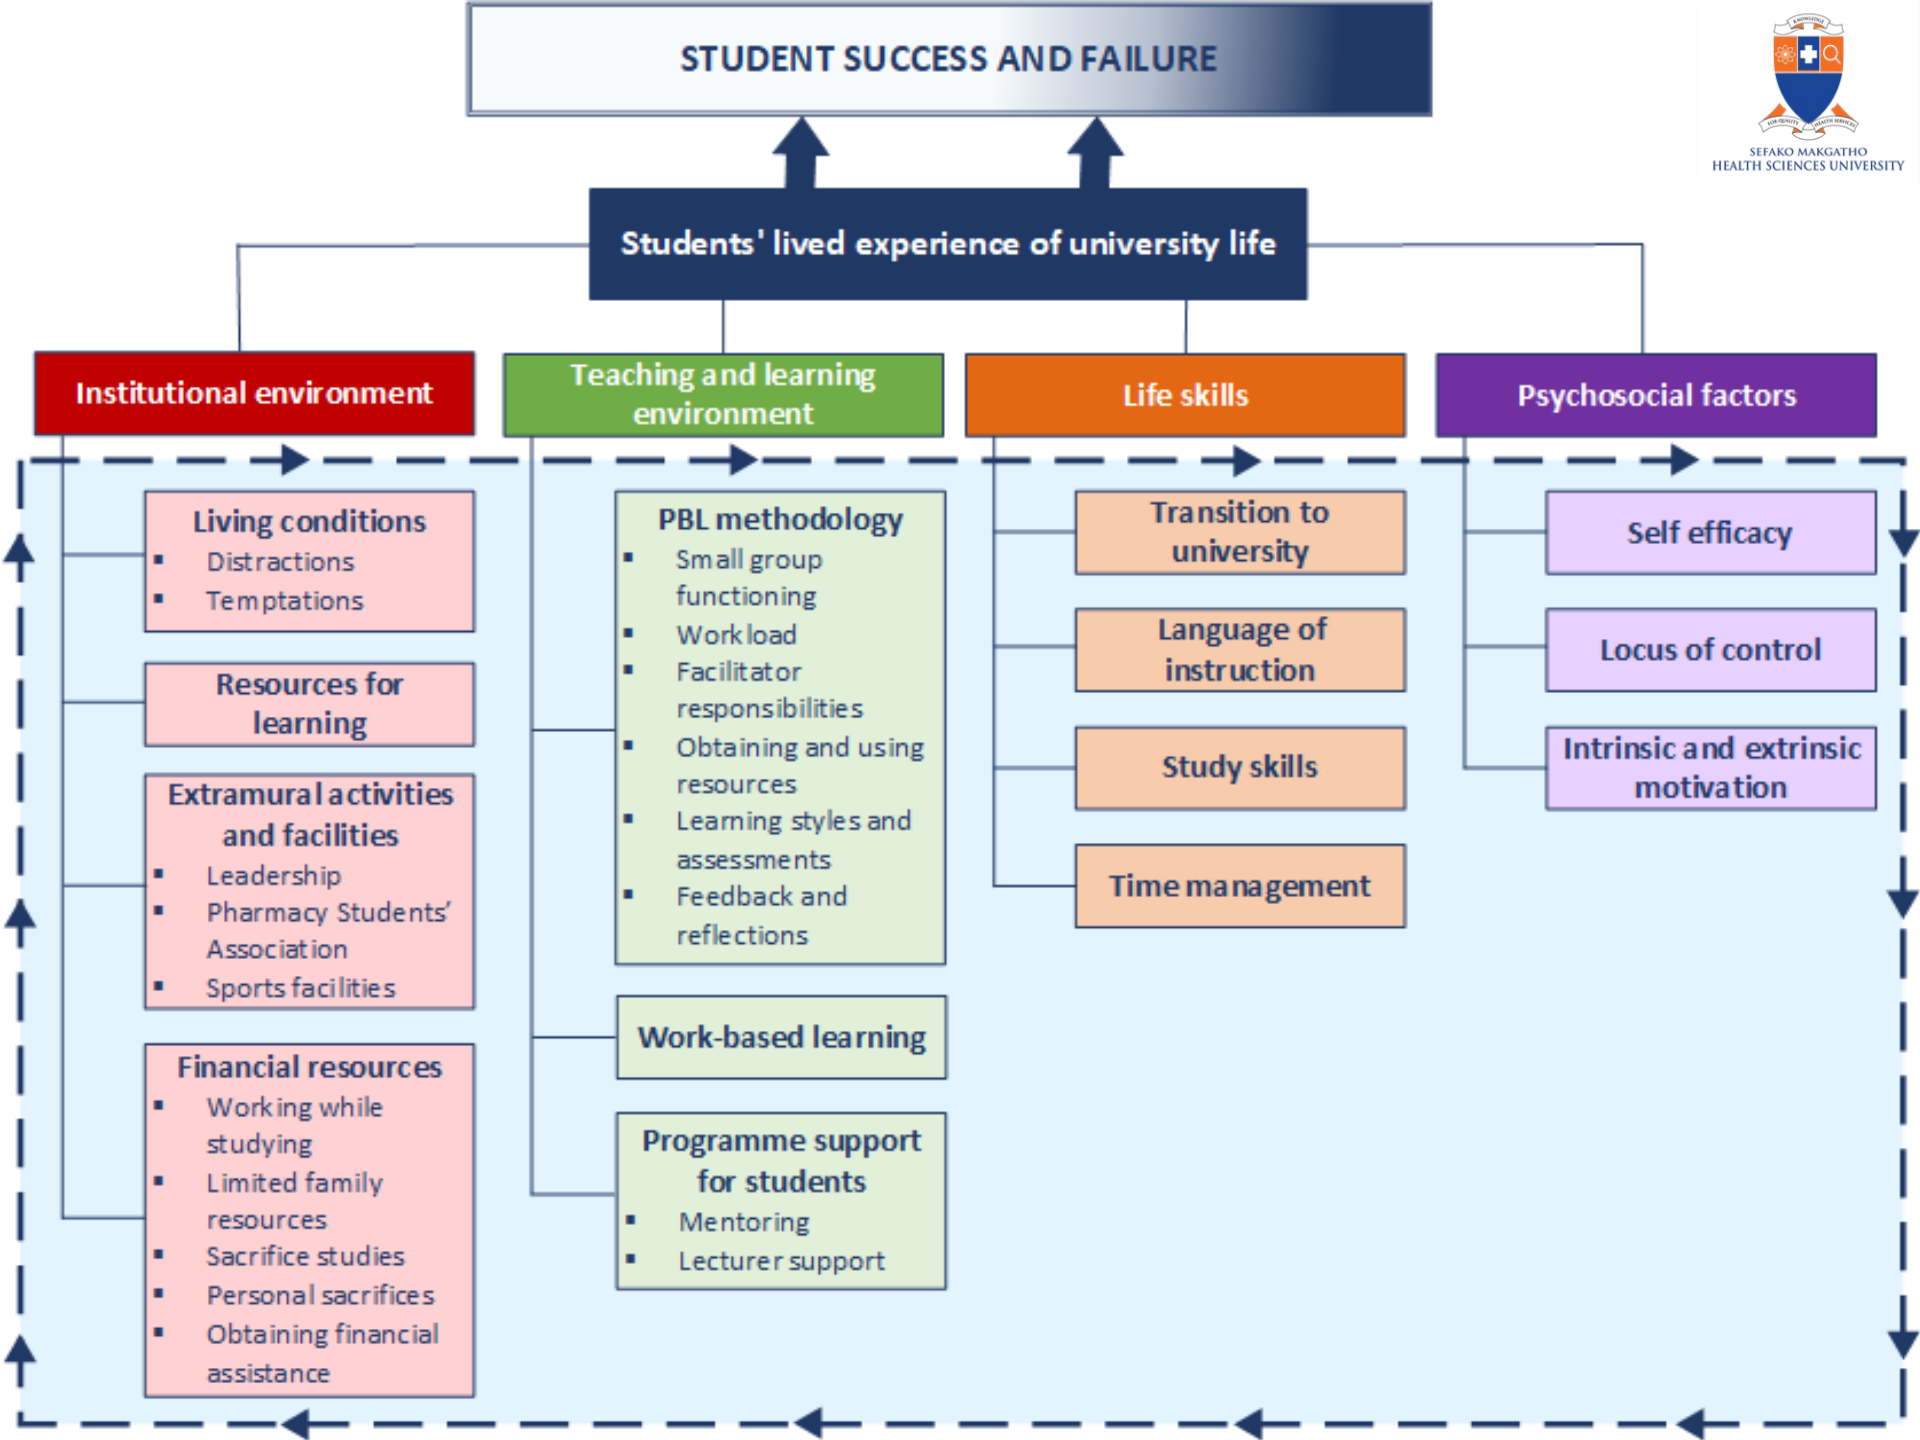 STUDENT SUCCESS AND FAILURE
KNOWLEDGE
FOR QUALITY
HEALTH SERVICES
SEFAKO MAKGATHO
HEALTH SCIENCES UNIVERSITY
Students' lived experience of university life
Institutional environment
Living conditions
▪ Distractions
▪ Temptations
Resources for
learning
Extramural activities
and facilities
▪ Leadership
▪ Pharmacy Students’
Association
▪ Sports facilities
Financial resources
▪ Working while
studying
▪ Limited family
resources
▪ Sacrifice studies
▪ Personal sacrifices
▪ Obtaining financial
assistance
Teaching and learning
environment
PBL methodology
▪ Small group
functioning
▪ Workload
▪ Facilitator
responsibilities
▪ Obtaining and using
resources
▪ Learning styles and
assessments
▪ Feedback and
reflections
Work-based learning
Programme support
for students
▪ Mentoring
▪ Lecturer support
Life skills
Transition to
university
Language of
instruction
Study skills
Time management
Psychosocial factors
Self efficacy
Locus of control
Intrinsic and extrinsic
motivation